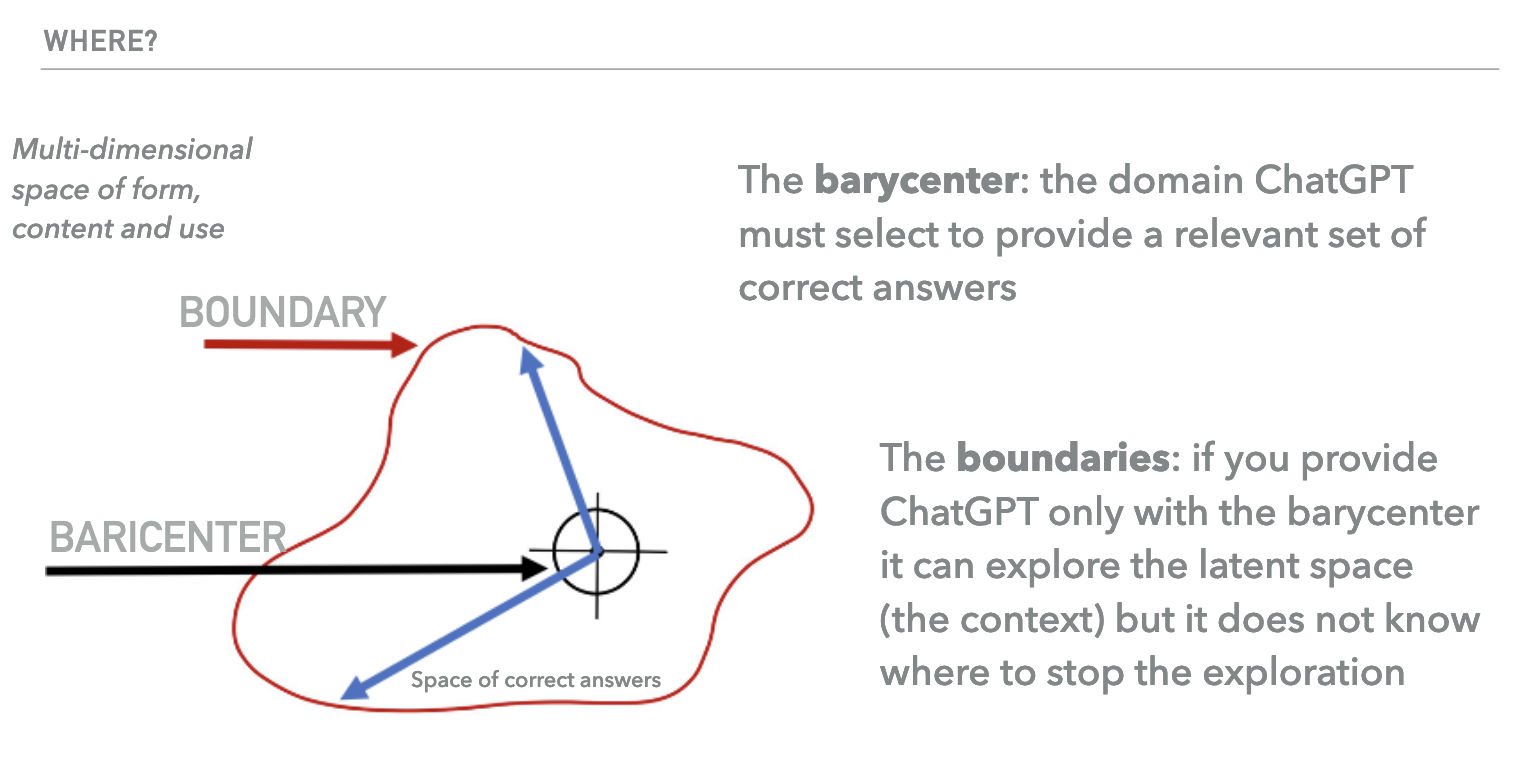 WHERE?
Multi-dimensional
space of form,
content and use
The barycenter: the domain ChatGPT
must select to provide a relevant set of
correct answers
BOUNDARY
The boundaries: if you provide
ChatGPT only with the barycenter
it can explore the latent space
(the context) but it does not know
where to stop the exploration
BARICENTER
Space of correct answers